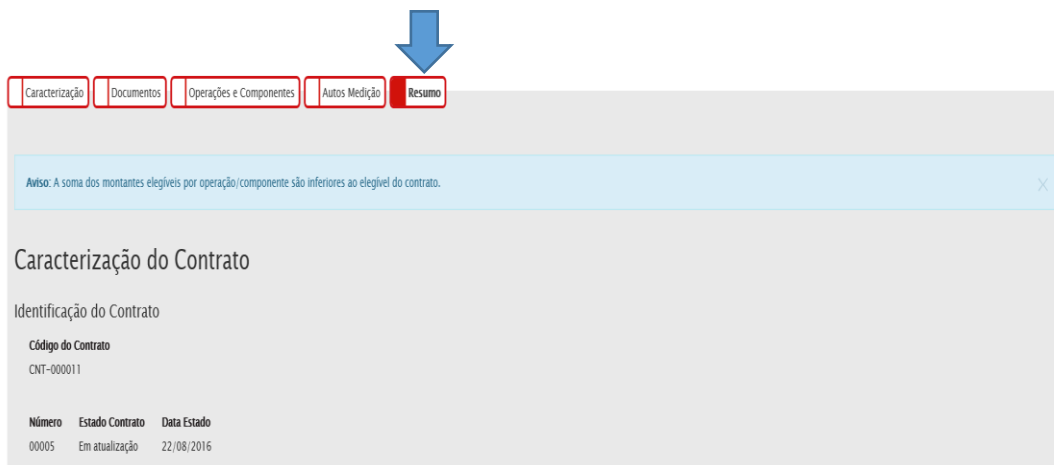 Caracterização Documentos Operações e Componentes Autos Medição Resumo
Aviso: A soma dos montantes elegíveis por operação/componente são inferiores ao elegível do contrato. X
Caracterização do Contrato
Identificação do Contrato
Código do Contrato
CNT-000011
Número Estado Contrato Data Estado
00005 Em atualização 22/08/2016